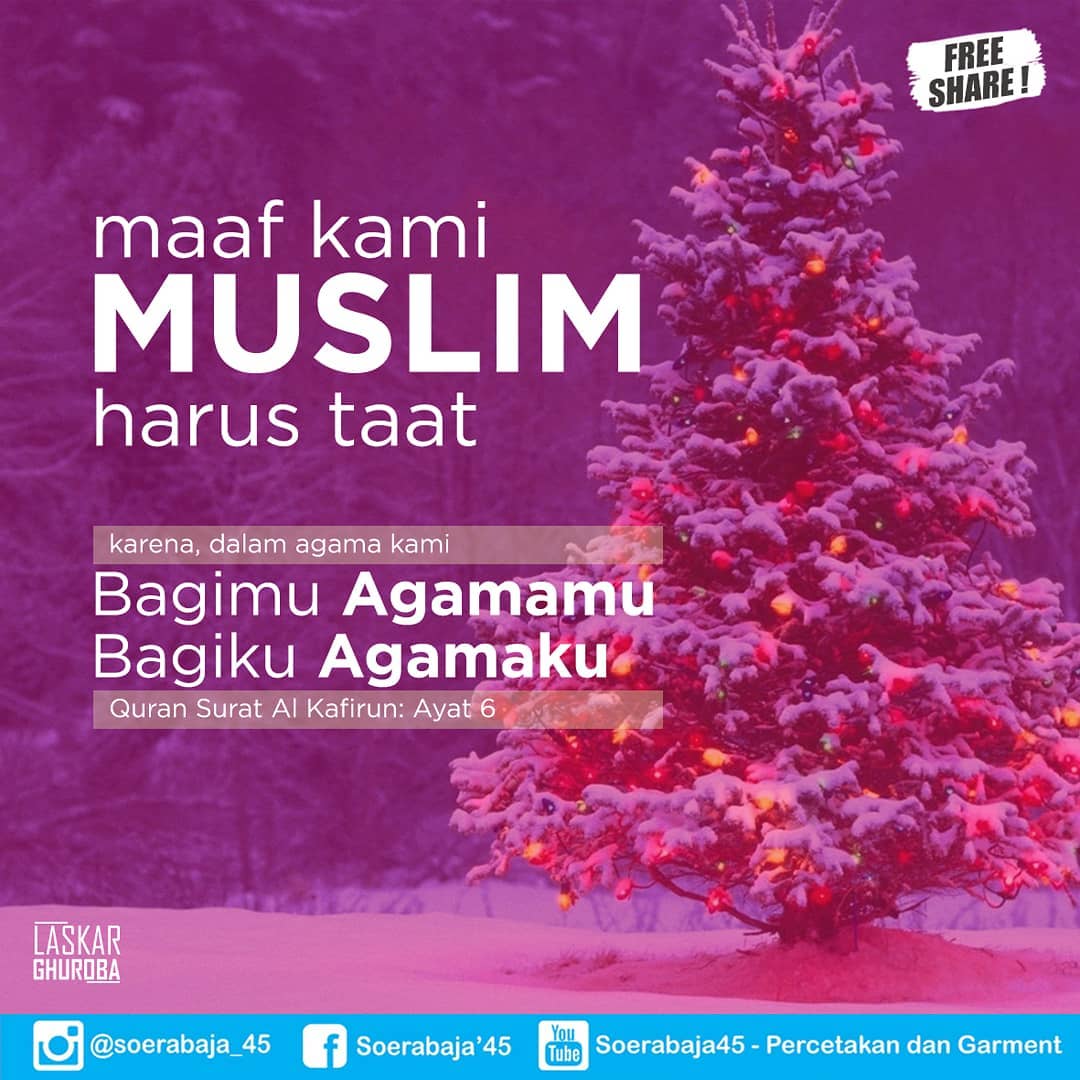 FREE
SHARE !
maaf kami
MUSLIM
harus taat
karena, dalam agama kami
Bagimu Agamamu
Bagiku Agamaku
Quran Surat Al Kafirun: Ayat 6
LASKAR
GHUROBA
@soerabaja_45
Soerabaja’45
You
Tube
Soerabaja45 - Percetakan dan Garment